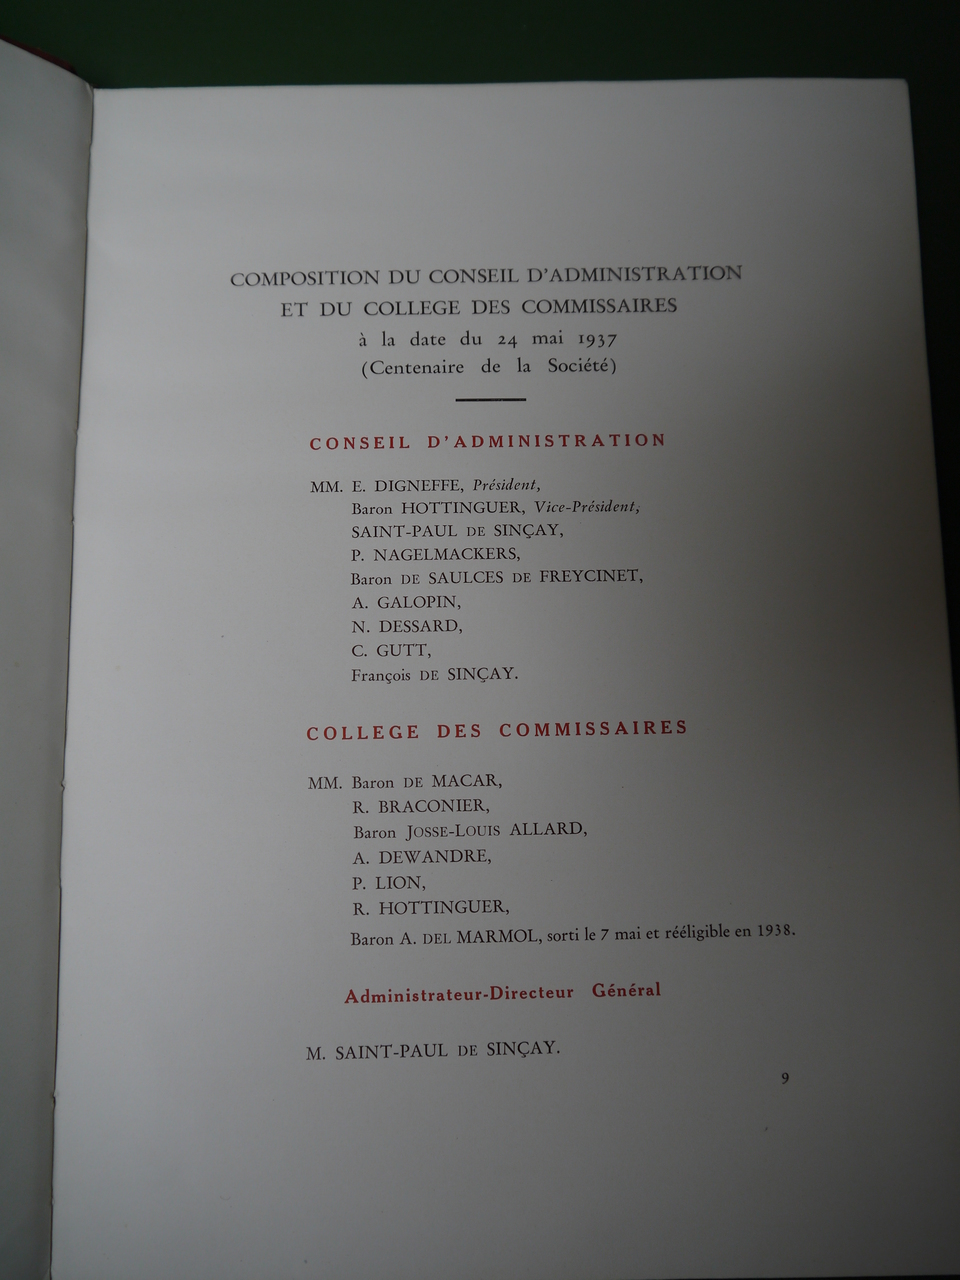 COMPOSITION DU CONSEIL D'ADMINISTRATION
ET DU COLLEGE DES COMMISSAIRES
à la date du 24 mai 1937
(Centenaire de la Société)
CONSEIL D'ADMINISTRATION
MM. E. DIGNEFFE, Président,
Baron HOTTINGUER, Vice-Président,
SAINT-PAUL DE SINÇAY,
P. NAGELMACKERS,
Baron DE SAULCES DE FREYCINET,
A. GALOPIN,
N. DESSARD,
C. GUTT,
François DE SINÇAY.
COLLEGE DES COMMISSAIRES
MM. Baron DE MACAR,
R. BRACONIER,
Baron JOSSE-LOUIS ALLARD,
A. DEWANDRE,
P. LION,
R. HOTTINGUER,
Baron A. DEL MARMOL, sorti le 7 mai et rééligible en 1938.
Administrateur-Directeur Général
M. SAINT-PAUL DE SINÇAY.
9